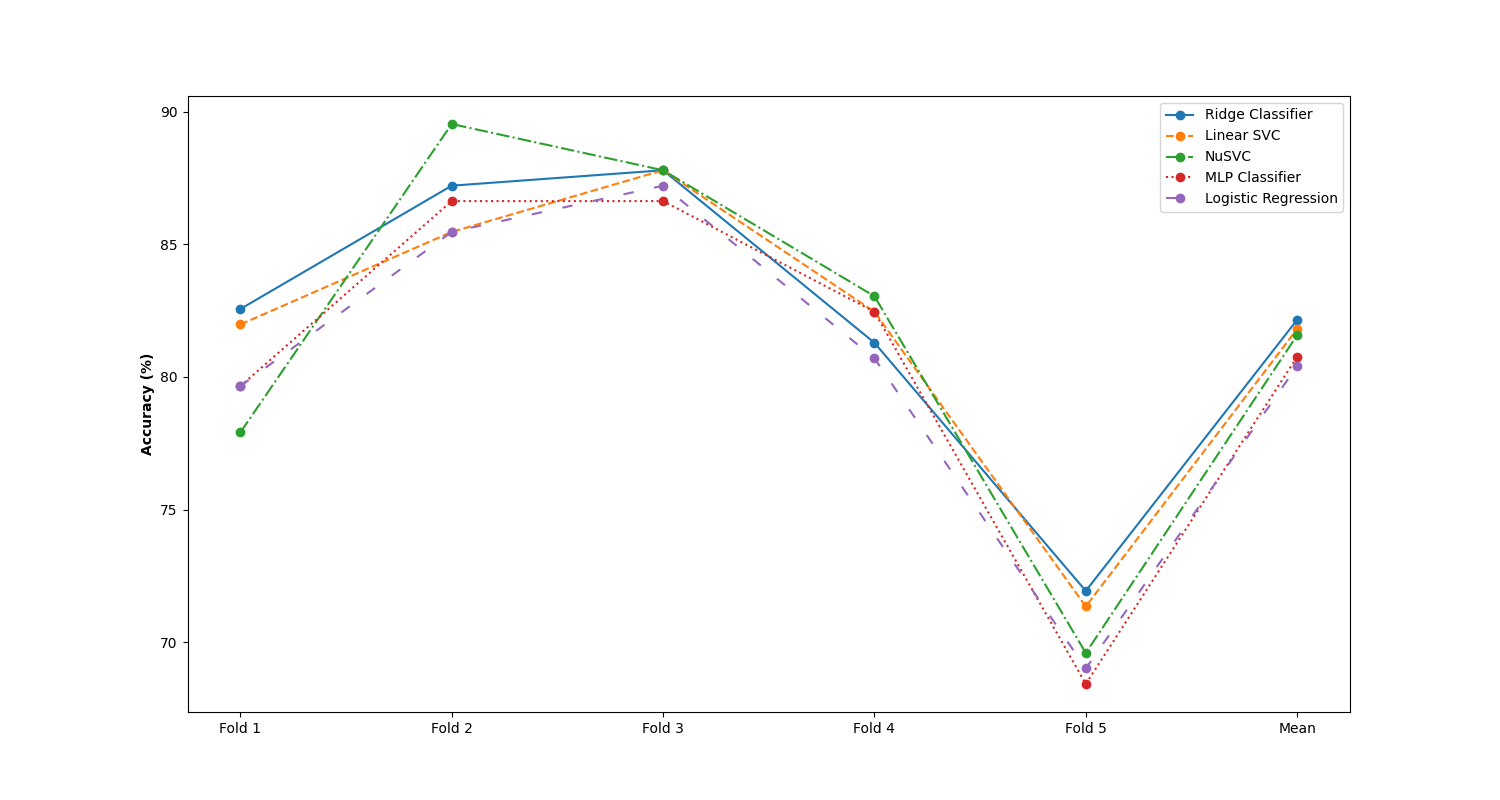 90
85
80
75
70
Accuracy (%)
Fold 1
Fold 2
Fold 3
Fold 4
Fold 5
Mean
Ridge Classifier
Linear SVC
NuSVC
MLP Classifier
Logistic Regression